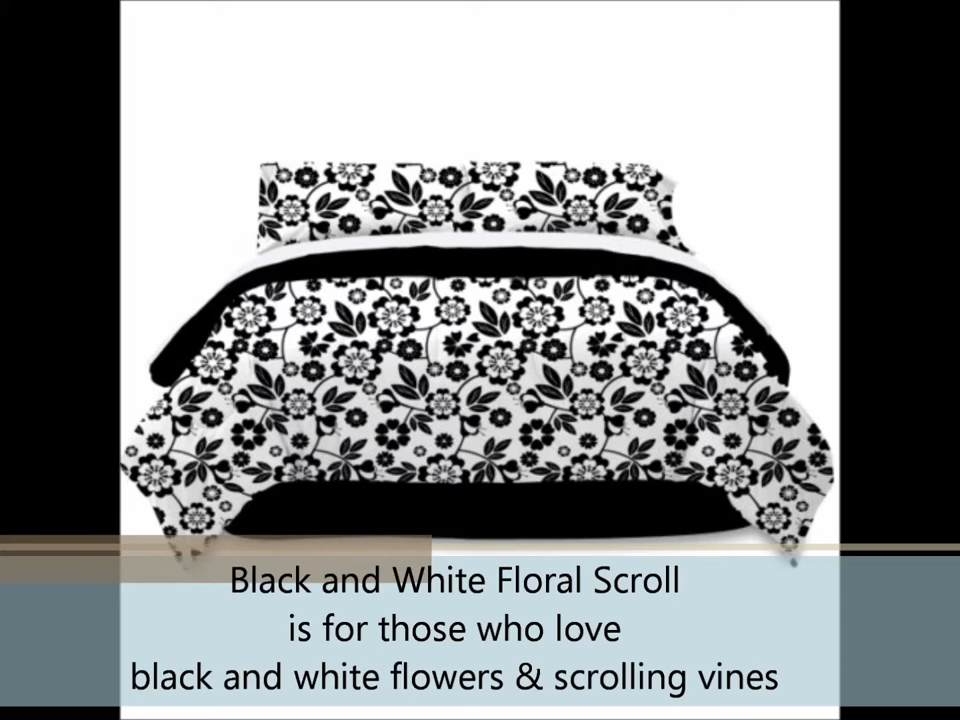 Black and White Floral Scroll
is for those who love
black and white flowers & scrolling vines